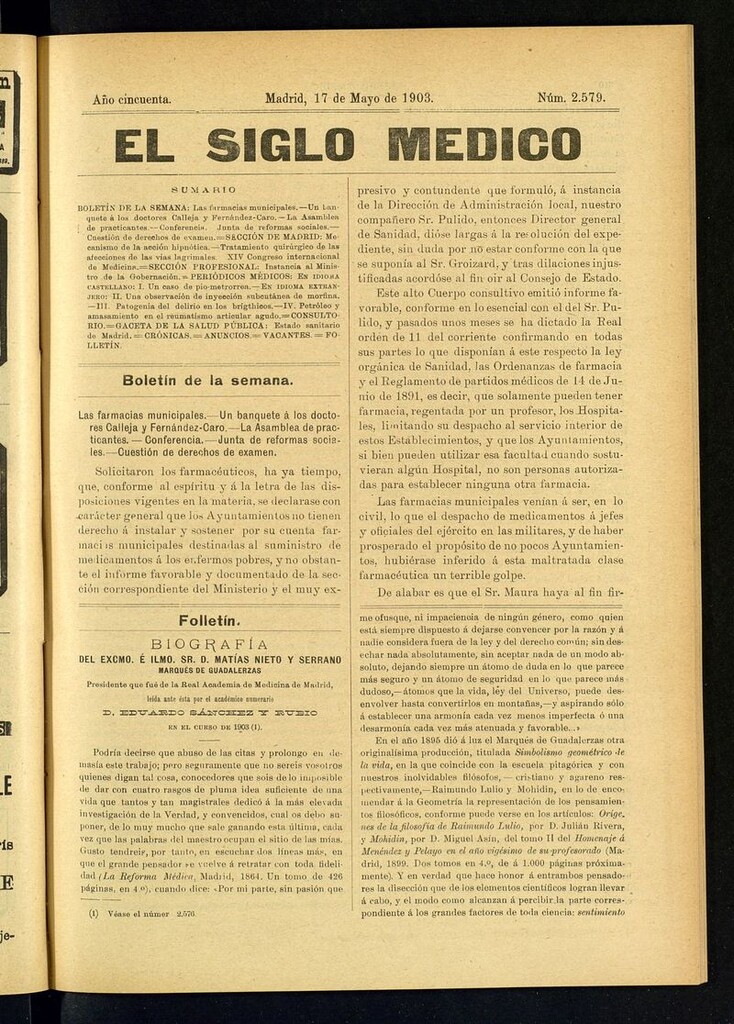 Año cincuenta.
Madrid, 17 de Mayo de 1903.
Núm. 2.579.
EL SIGLO MEDICO
SUMARIO
BOLETÍN DE LA SEMANA: Las farmacias municipales.—Un ban-
quete á los doctores Calleja y Fernández-Caro.—La Asamblea
de practicantes.—Conferencia. Junta de reformas sociales.—
Cuestión de derechos de examen.=SECCIÓN DE MADRID: Me-
canismo de la acción hipnótica.—Tratamiento quirúrgico de las
afecciones de las vías lagrimales. XIV Congreso internacional
de Medicina.=SECCIÓN PROFESIONAL: Instancia al Minis-
tro de la Gobernación.=PERIÓDICOS MÉDICOS: EN IDIOMA
CASTELLANO: I. Un caso de pio-metrorrea.—EN IDIOMA EXTRAN-
JERO: II. Una observación de inyección subcutánea de morfina.
—III. Patogenia del delirio en los brígthicos.—IV. Petróleo y
amasamiento en el reumatismo articular agudo.=CONSULTO-
RIO.=GACETA DE LA SALUD PÚBLICA: Estado sanitario
de Madrid.=CRÓNICAS.=ANUNCIOS.=VACANTES.=FO-
LLETÍN.
Boletín de la semana.
Las farmacias municipales.—Un banquete á los docto-
res Calleja y Fernández-Caro.—La Asamblea de prac-
ticantes.—Conferencia.—Junta de reformas socia-
les.—Cuestión de derechos de examen.
Solicitaron los farmacéuticos, ha ya tiempo,
que, conforme al espíritu y á la letra de las dis-
posiciones vigentes en la materia, se declarase con
carácter general que los Ayuntamientos no tienen
derecho á instalar y sostener por su cuenta far-
macias municipales destinadas al suministro de
medicamentos á los enfermos pobres, y no obstan-
te el informe favorable y documentado de la sec-
ción correspondiente del Ministerio y el muy ex-
presivo y contundente que formuló, á instancia
de la Dirección de Administración local, nuestro
compañero Sr. Pulido, entonces Director general
de Sanidad, dióse largas á la resolución del expe-
diente, sin duda por no estar conforme con la que
se suponía al Sr. Groizard, y tras dilaciones injus-
tificadas acordóse al fin oir al Consejo de Estado.
Este alto Cuerpo consultivo emitió informe fa-
vorable, conforme en lo esencial con el del Sr. Pu-
lido, y pasados unos meses se ha dictado la Real
orden de 11 del corriente confirmando en todas
sus partes lo que disponían á este respecto la ley
orgánica de Sanidad, las Ordenanzas de farmacia
y el Reglamento de partidos médicos de 14 de Ju-
nio de 1891, es decir, que solamente pueden tener
farmacia, regentada por un profesor, los Hospita-
les, limitando su despacho al servicio interior de
estos Establecimientos, y que los Ayuntamientos,
si bien pueden utilizar esa facultad cuando sostu-
vieran algún Hospital, no son personas autoriza-
das para establecer ninguna otra farmacia.
Las farmacias municipales venían á ser, en lo
civil, lo que el despacho de medicamentos á jefes
y oficiales del ejército en las militares, y de haber
prosperado el propósito de no pocos Ayuntamien-
tos, hubiérase inferido á esta maltratada clase
farmacéutica un terrible golpe.
De alabar es que el Sr. Maura haya al fin fir-
Folletín.
BIOGRAFÍA
DEL EXCMO. É ILMO. SR. D. MATÍAS NIETO Y SERRANO
MARQUÉS DE GUADALERZAS
Presidente que fué de la Real Academia de Medicina de Madrid,
leída ante ésta por el académico numerario
D. EDUARDO SÁNCHEZ Y RUBIO
EN EL CURSO DE 1903 (1).
Podría decirse que abuso de las citas y prolongo en de-
masía este trabajo; pero seguramente que no sereis vosotros
quienes digan tal cosa, conocedores que sois de lo imposible
de dar con cuatro rasgos de pluma idea suficiente de una
vida que tantos y tan magistrales dedicó á la más elevada
investigación de la Verdad, y convencidos, cual os debo su-
poner, de lo muy mucho que sale ganando esta última, cada
vez que las palabras del maestro ocupan el sitio de las mías.
Gusto tendreis, por tanto, en escuchar dos líneas más, en
que el grande pensador se vuelve á retratar con toda fideli-
dad (La Reforma Médica, Madrid, 1864. Un tomo de 426
páginas, en 4.º), cuando dice: «Por mi parte, sin pasión que
(1) Véase el número 2.576
me ofusque, ni impaciencia de ningún género, como quien
está siempre dispuesto á dejarse convencer por la razón y á
nadie considera fuera de la ley y del derecho común; sin des-
echar nada absolutamente, sin aceptar nada de un modo ab-
soluto, dejando siempre un átomo de duda en lo que parece
más seguro y un átomo de seguridad en lo que parece más
dudoso,—átomos que la vida, ley del Universo, puede des-
envolver hasta convertirlos en montañas,—y aspirando sólo
á establecer una armonía cada vez menos imperfecta ó una
desarmonía cada vez más atenuada y favorable...»
En el año 1895 dió á luz el Marqués de Guadalerzas otra
originalísima producción, titulada Simbolismo geométrico de
la vida, en la que coincide con la escuela pitagórica y con
nuestros inolvidables filósofos,—cristiano y agareno res-
pectivamente,—Raimundo Lulio y Mohidin, en lo de enco-
mendar á la Geometría la representación de los pensamien-
tos filosóficos, conforme puede verse en los artículos: Oríge-
nes de la filosofía de Raimundo Lulio, por D. Julián Rivera,
y Mohidin, por D. Miguel Asín, del tomo II del Homenaje á
Menéndez y Pelayo en el año vigésimo de su profesorado (Ma-
drid, 1899. Dos tomos en 4.º, de á 1.000 páginas próxima-
mente). Y en verdad que hace honor á entrambos pensado-
res la disección que de los elementos científicos logran llevar
á cabo, y el modo como alcanzan á percibir la parte corres-
pondiente á los grandes factores de toda ciencia: sentimiento